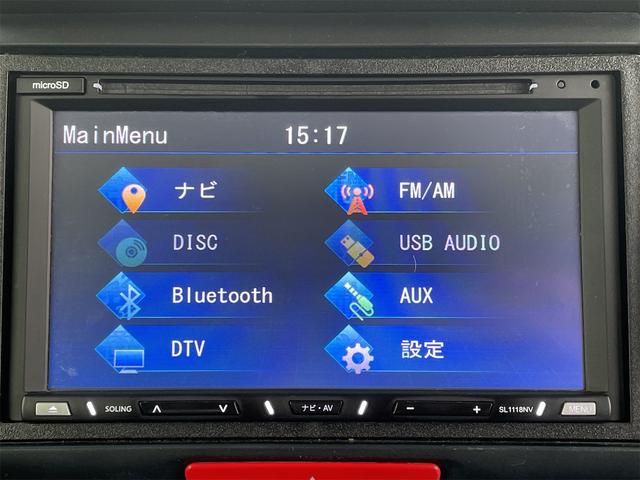 microSD
MainMenu 15:17
ナビ FM/AM
DISC USB AUDIO
Bluetooth AUX
DTV 設定
SOLING ∧ ∨ ナビ・AV − + SL1118NV MENU